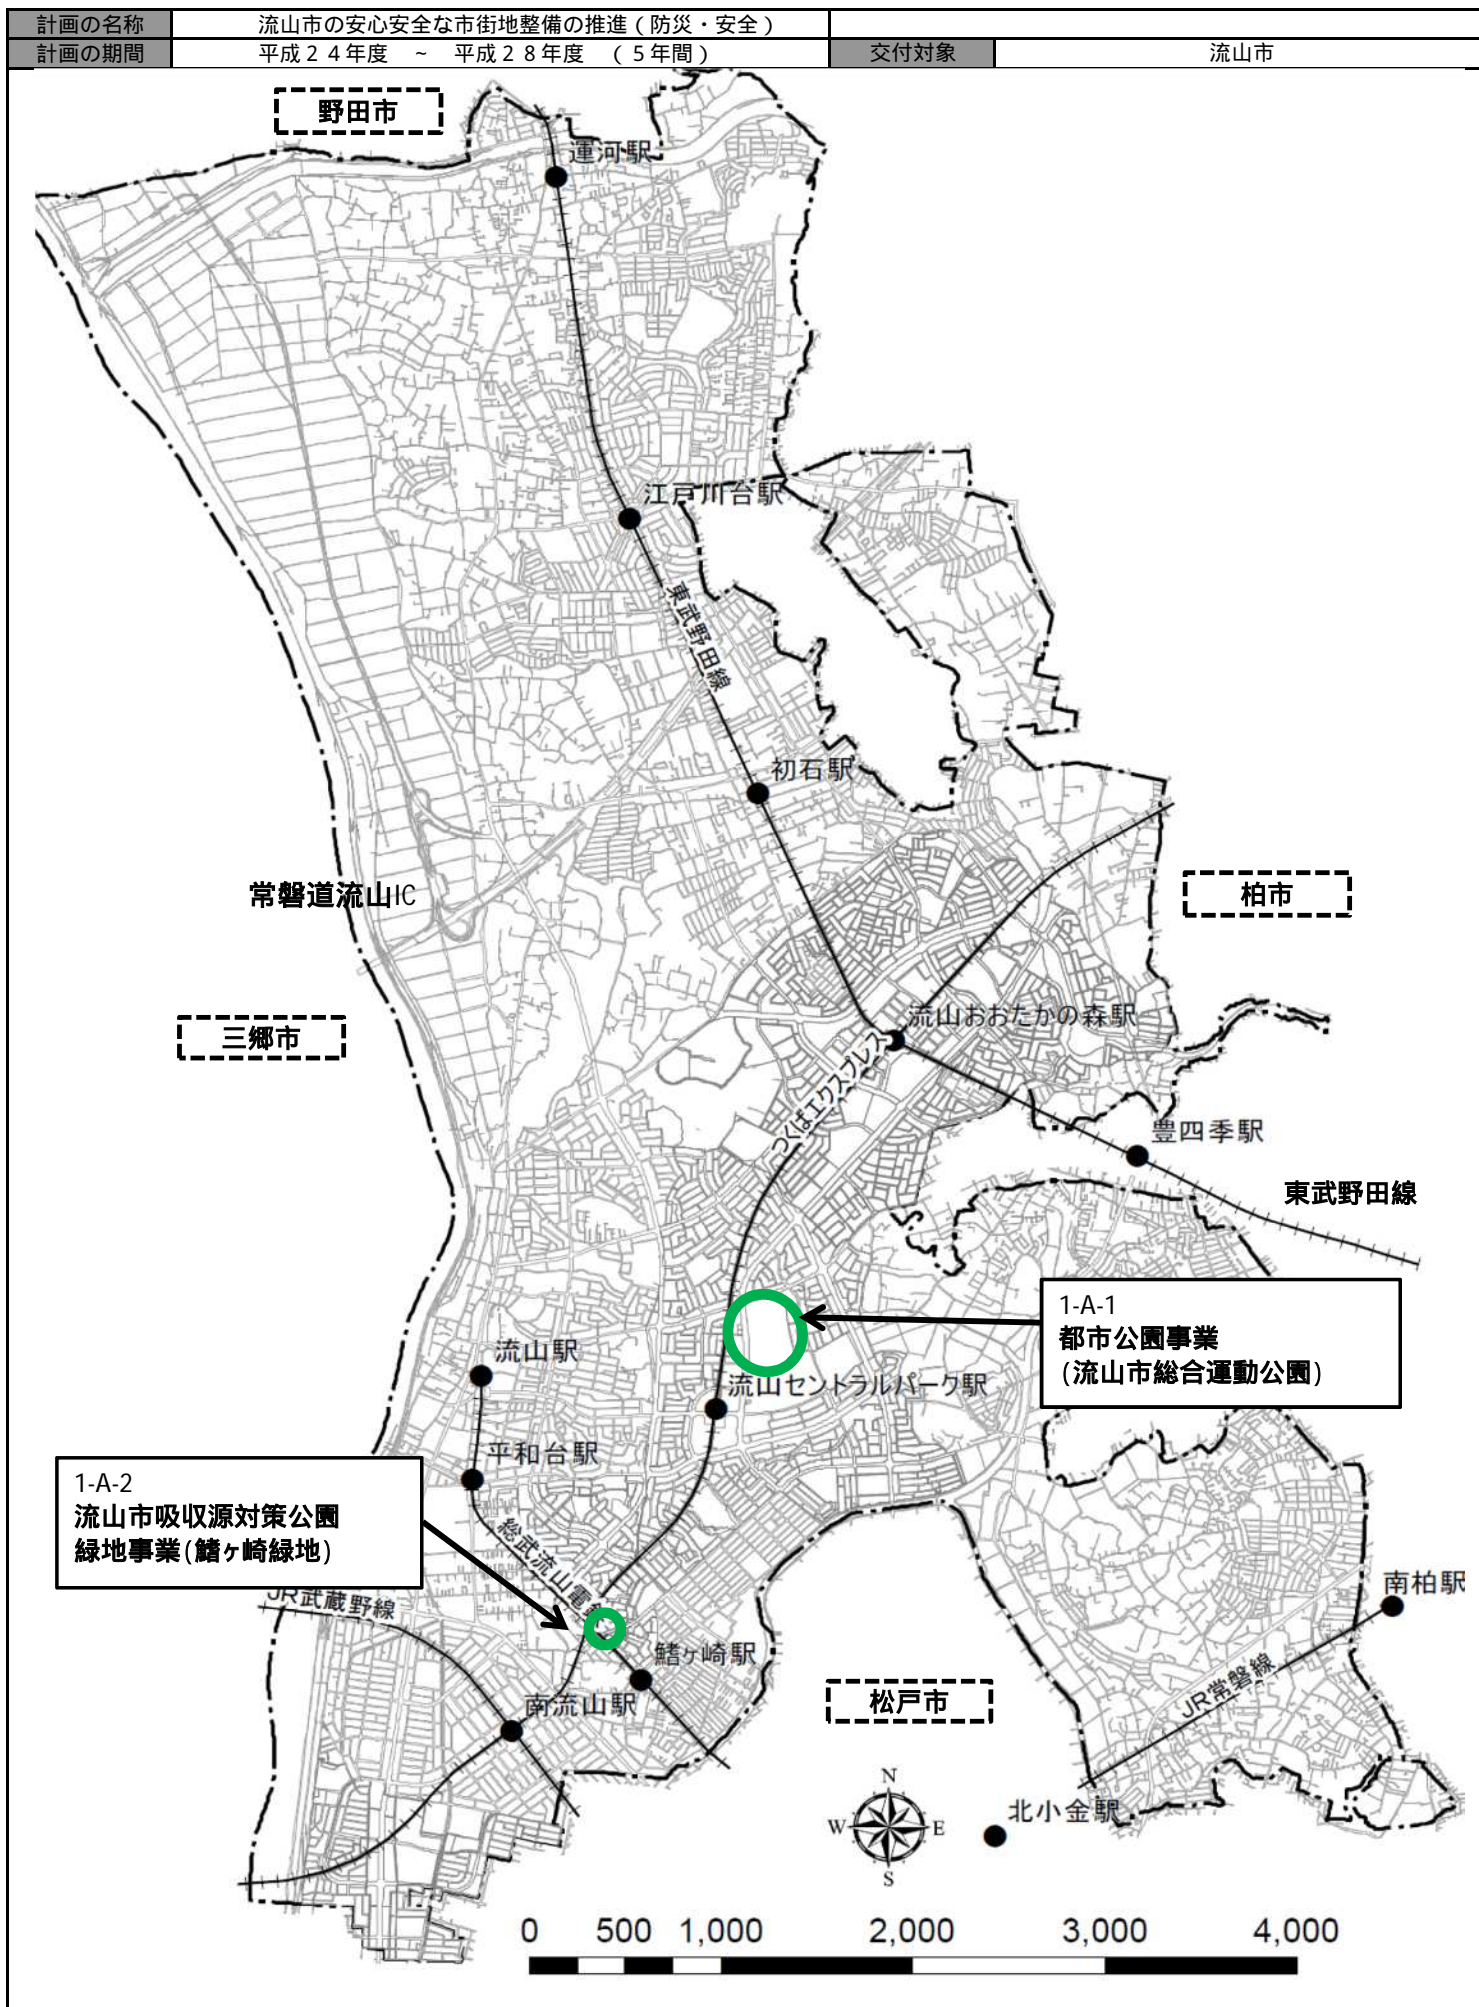 計画の名称 流山市の安心安全な市街地整備の推進（防災・安全）
計画の期間 平成２４年度 ～ 平成２８年度 （５年間） 交付対象 流山市
野田市
運河駅
江戸川台駅
東武野田線
初石駅
常磐道流山IC
柏市
三郷市
流山おおたかの森駅
つくばエクスプレス
豊四季駅
東武野田線
1-A-1
都市公園事業
(流山市総合運動公園)
流山駅
流山セントラルパーク駅
平和台駅
1-A-2
流山市吸収源対策公園
緑地事業(鰭ヶ崎緑地)
総武流山電
JR武蔵野線
南柏駅
鰭ヶ崎駅
JR常磐線
松戸市
南流山駅
N
W E
S
北小金駅
0 500 1,000 2,000 3,000 4,000